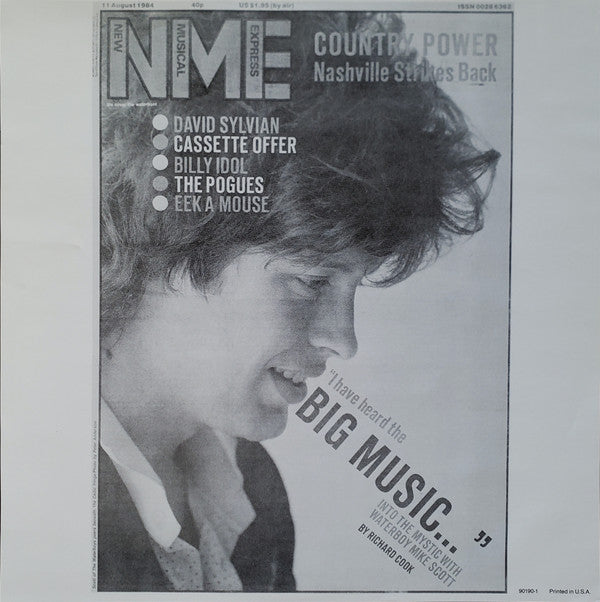 11 August 1984 40p US $1.95 (by air) ISSN 0028 6362
NME
NEW
MUSICAL
EXPRESS
COUNTRY POWER
Nashville Strikes Back
DAVID SYLVIAN
CASSETTE OFFER
BILLY IDOL
THE POGUES
EEK A MOUSE
"I have heard the
BIG MUSIC... ”
INTO THE MYSTIC WITH
WATERBOY MIKE SCOTT
BY RICHARD COOK
90190-1 Printed in U.S.A.